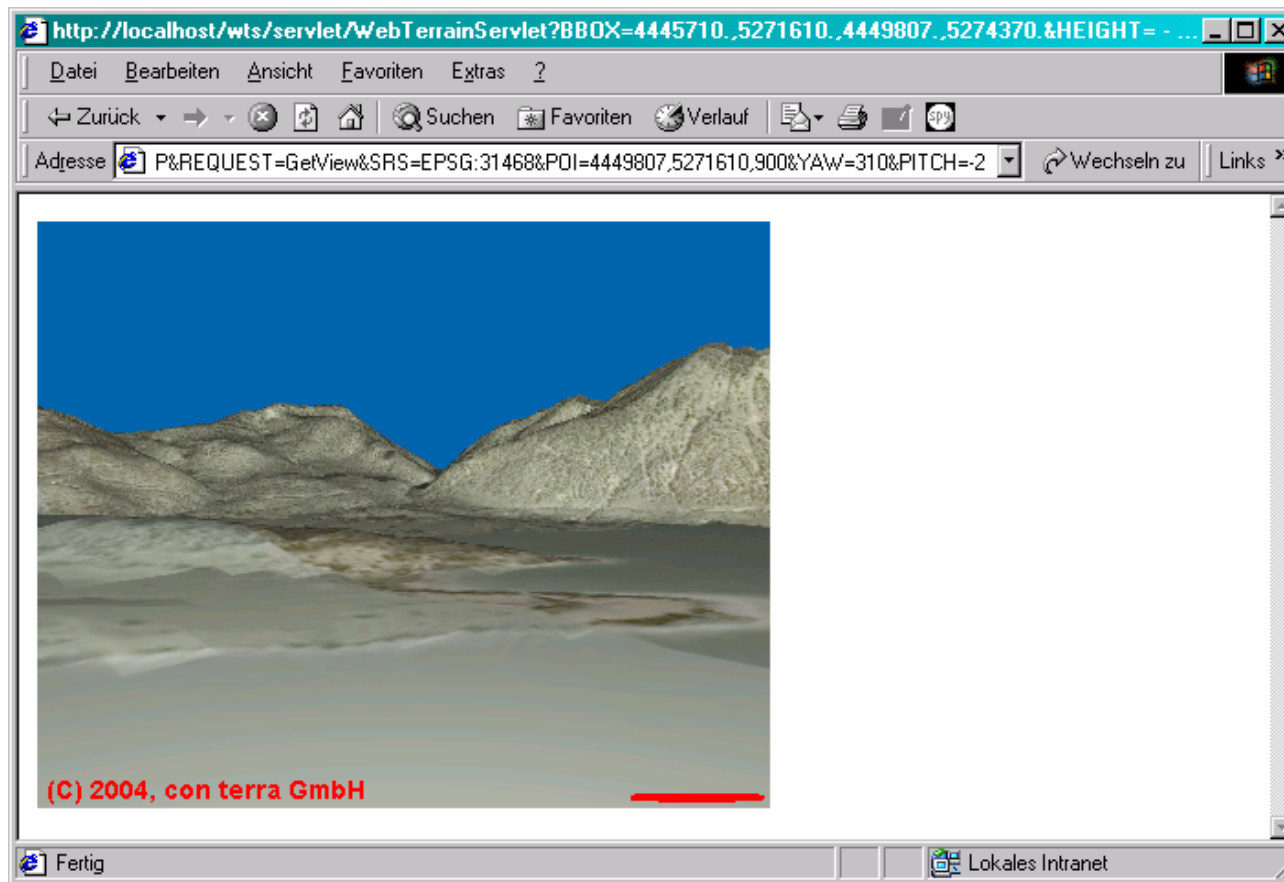 http://localhost/wts/servlet/WebTerrainServlet?BBOX=4445710.,5271610.,4449807.,5274370.&HEIGHT= - ...
Datei Bearbeiten Ansicht Favoriten Extras ?
Zurück Suchen Favoriten Verlauf spy
Adresse P&REQUEST=GetView&SRS=EPSG:31468&POI=4449807,5271610,900&YAW=310&PITCH=-2 Wechseln zu Links »
(C) 2004, con terra GmbH
Fertig Lokales Intranet